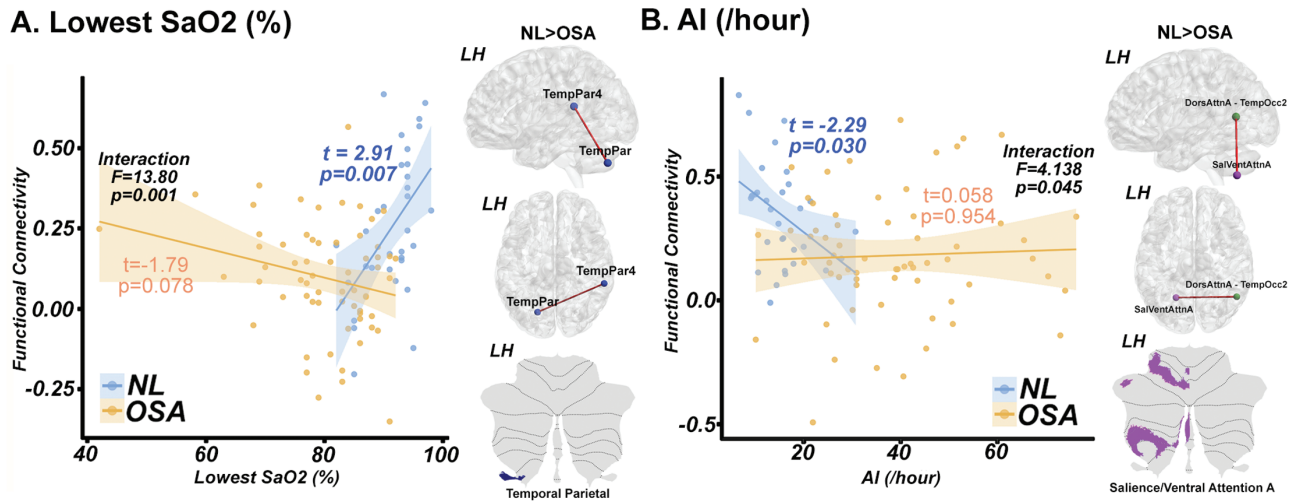 A. Lowest SaO2 (%)
NL>OSA
LH
TempPar4
TempPar
0.50
0.25
0.00
-0.25
Functional Connectivity
Interaction
F=13.80
p=0.001
t = 2.91
p=0.007
t=-1.79
p=0.078
NL
OSA
40
60
80
100
Lowest SaO2 (%)
LH
TempPar4
TempPar
LH
Temporal Parietal
B. AI (/hour)
NL>OSA
LH
DorsAttnA - TempOcc2
SalVentAttnA
0.5
0.0
-0.5
Functional Connectivity
t = -2.29
p=0.030
Interaction
F=4.138
p=0.045
t=0.058
p=0.954
NL
OSA
20
40
60
AI (/hour)
LH
DorsAttnA - TempOcc2
SalVentAttnA
LH
Salience/Ventral Attention A